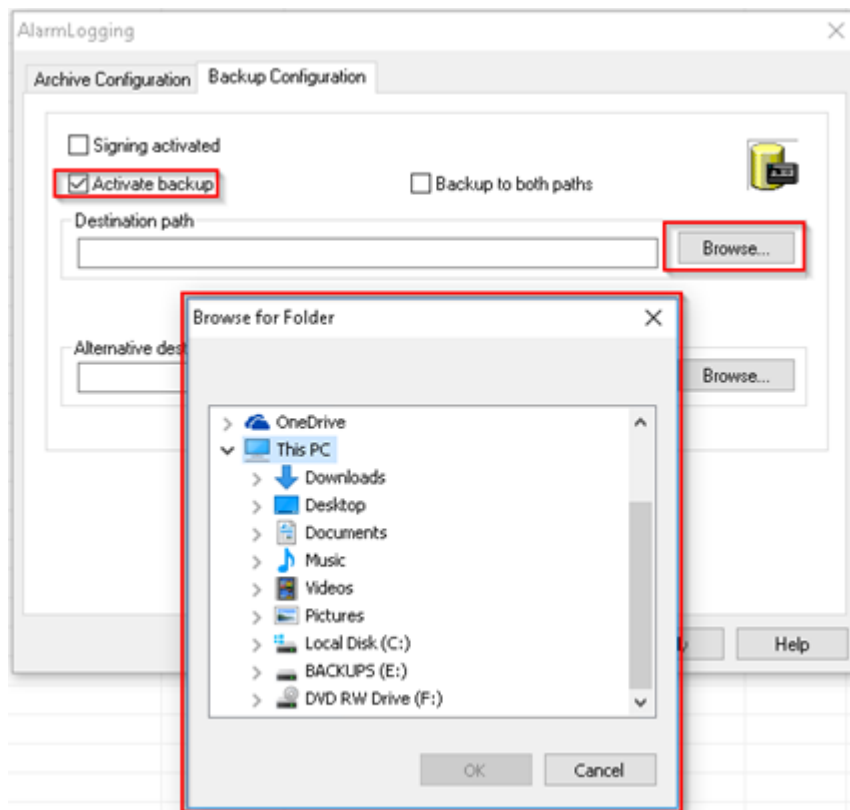 AlarmLogging
Archive Configuration Backup Configuration
Signing activated
Activate backup Backup to both paths
Destination path
Browse...
Browse for Folder
Alternative dest
Browse...
OneDrive
This PC
Downloads
Desktop
Documents
Music
Videos
Pictures
Local Disk (C:)
BACKUPS (E:)
DVD RW Drive (F:)
Help
OK Cancel